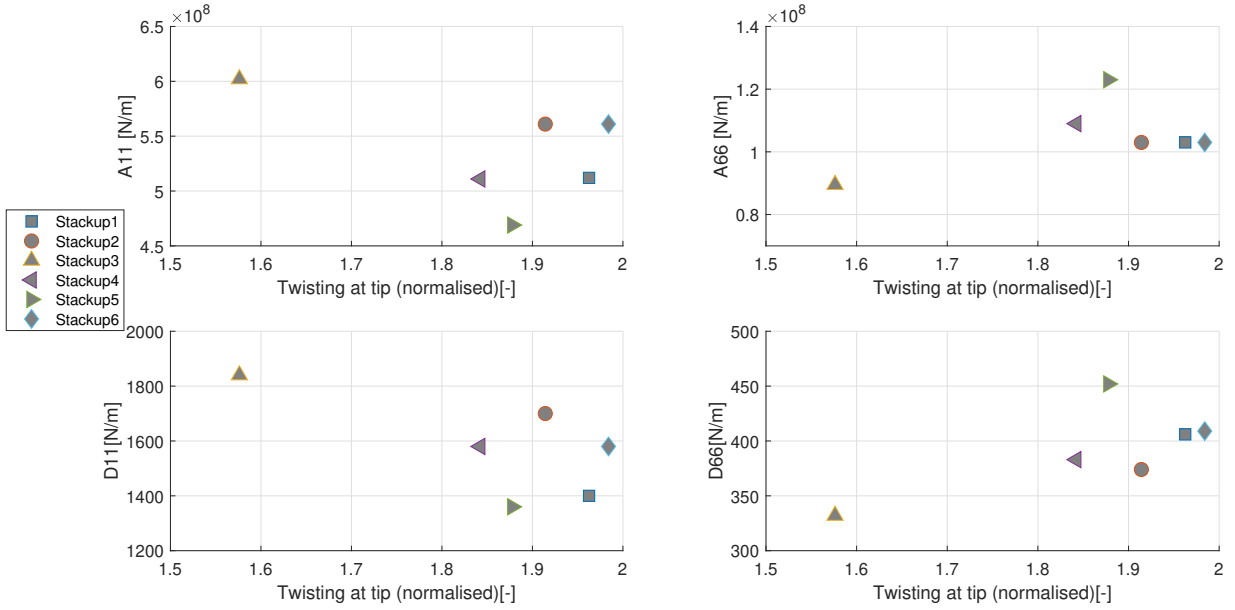 ×10^8
6.5
6
5.5
5
4.5
A11 [N/m]
1.5 1.6 1.7 1.8 1.9 2
Twisting at tip (normalised)[-]
×10^8
1.4
1.2
1
0.8
A66 [N/m]
1.5 1.6 1.7 1.8 1.9 2
Twisting at tip (normalised)[-]
Stackup1
Stackup2
Stackup3
Stackup4
Stackup5
Stackup6
2000
1800
1600
1400
1200
D11[N/m]
1.5 1.6 1.7 1.8 1.9 2
Twisting at tip (normalised)[-]
500
450
400
350
300
D66[N/m]
1.5 1.6 1.7 1.8 1.9 2
Twisting at tip (normalised)[-]